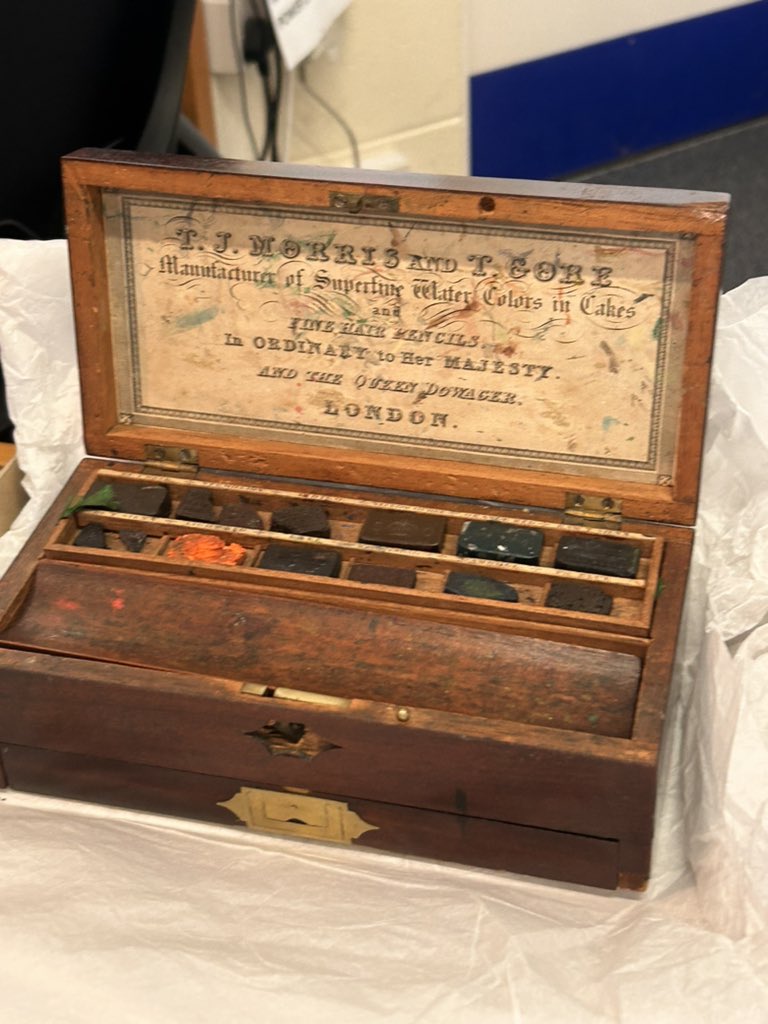 T. J. MORRIS AND T. GORE
Manufacturer of Superfine Water Colors in Cakes
and
FINE HAIR PENCILS.
In ORDINARY to Her MAJESTY.
AND THE QUEEN DOWAGER.
LONDON.